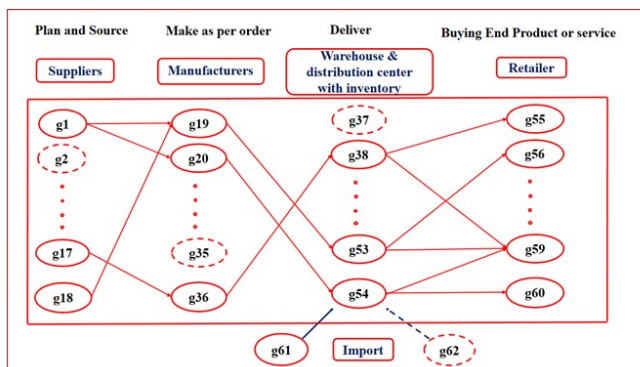 Plan and Source Make as per order Deliver Buying End Product or service
Suppliers Manufacturers Warehouse & Retailer
distribution center
with inventory
g1 g19 g37 g55
g2 g20 g38 g56
g17 g35 g53 g59
g18 g36 g54 g60
g61 Import g62